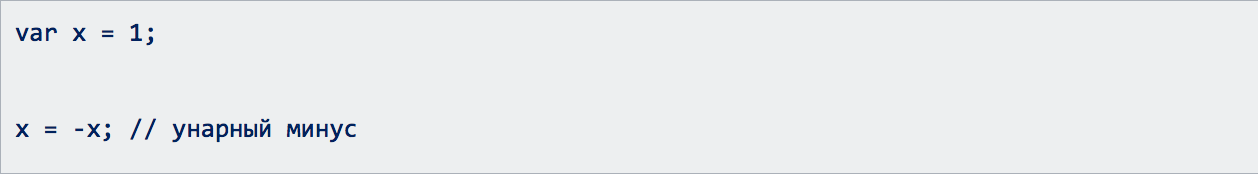 var x = 1;
x = -x; // унарный минус